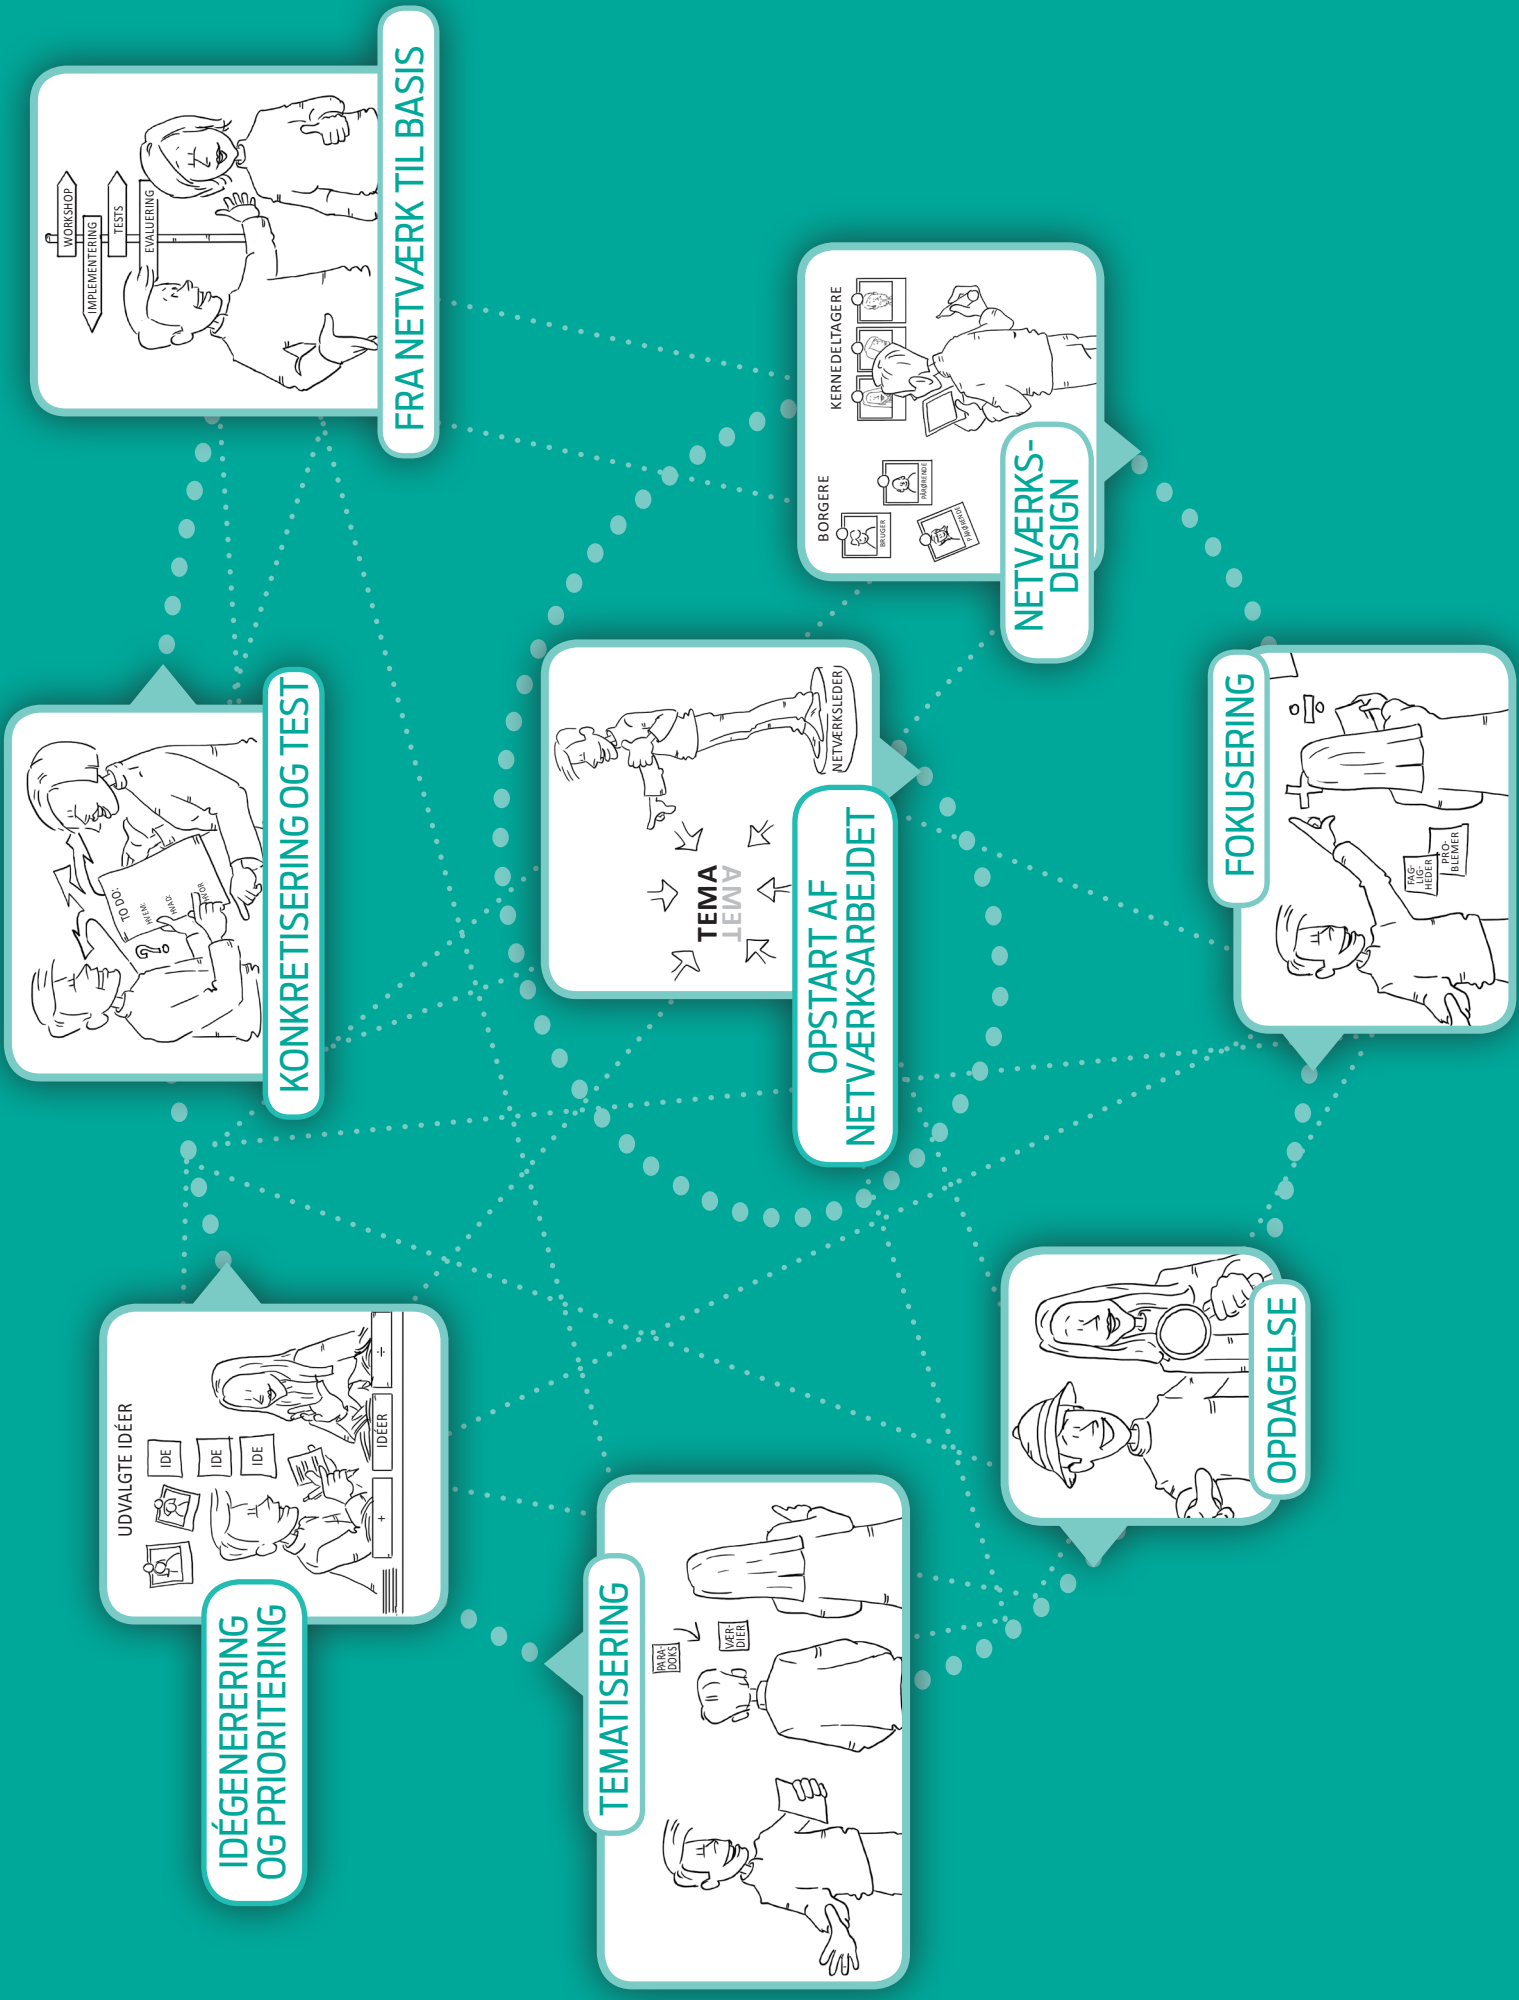 UDVALGTE IDÉER
IDE
IDE
IDE
+
IDÉER
-:-
IDÉGENERERING
OG PRIORITERING
TO DO:
HVEM:
HVAD:
HVOR
?
KONKRETISERING OG TEST
WORKSHOP
IMPLEMENTERING
TESTS
EVALUERING
FRA NETVÆRK TIL BASIS
TEMATISERING
PARA-
DOKS
VÆR-
DIER
TEMA
NETVÆRKSLEDER
OPSTART AF
NETVÆRKSARBEJDET
BORGERE
KERNEDELTAGERE
BRUGER
PÅRØRENDE
PÅRØRENDE
NETVÆRKS-
DESIGN
OPDAGELSE
FOKUSERING
FAG-
LIG-
HEDER
PRO-
BLEMER